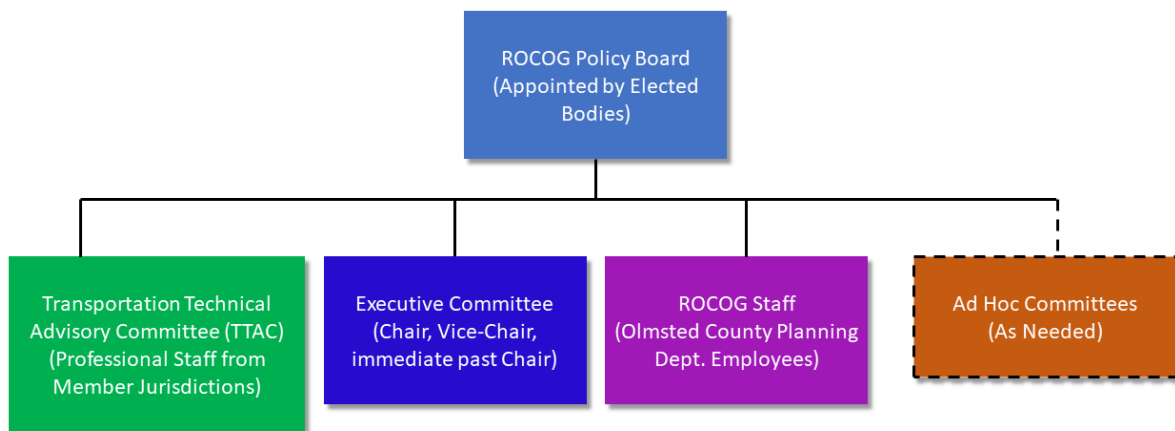 ROCOG Policy Board
(Appointed by Elected
Bodies)
Transportation Technical
Advisory Committee (TTAC)
(Professional Staff from
Member Jurisdictions)
Executive Committee
(Chair, Vice-Chair,
immediate past Chair)
ROCOG Staff
(Olmsted County Planning
Dept. Employees)
Ad Hoc Committees
(As Needed)